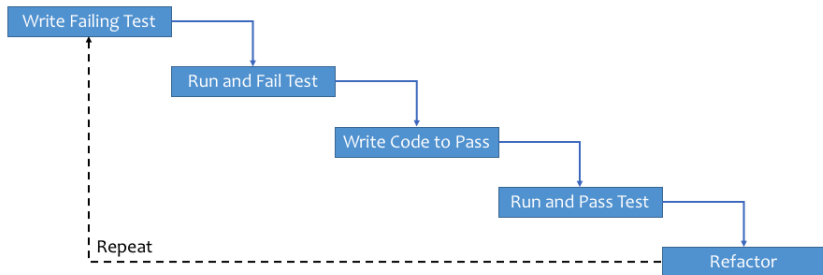 Write Failing Test
Run and Fail Test
Write Code to Pass
Run and Pass Test
Repeat
Refactor